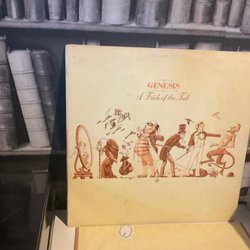 GENESIS
A Trick of the Tail